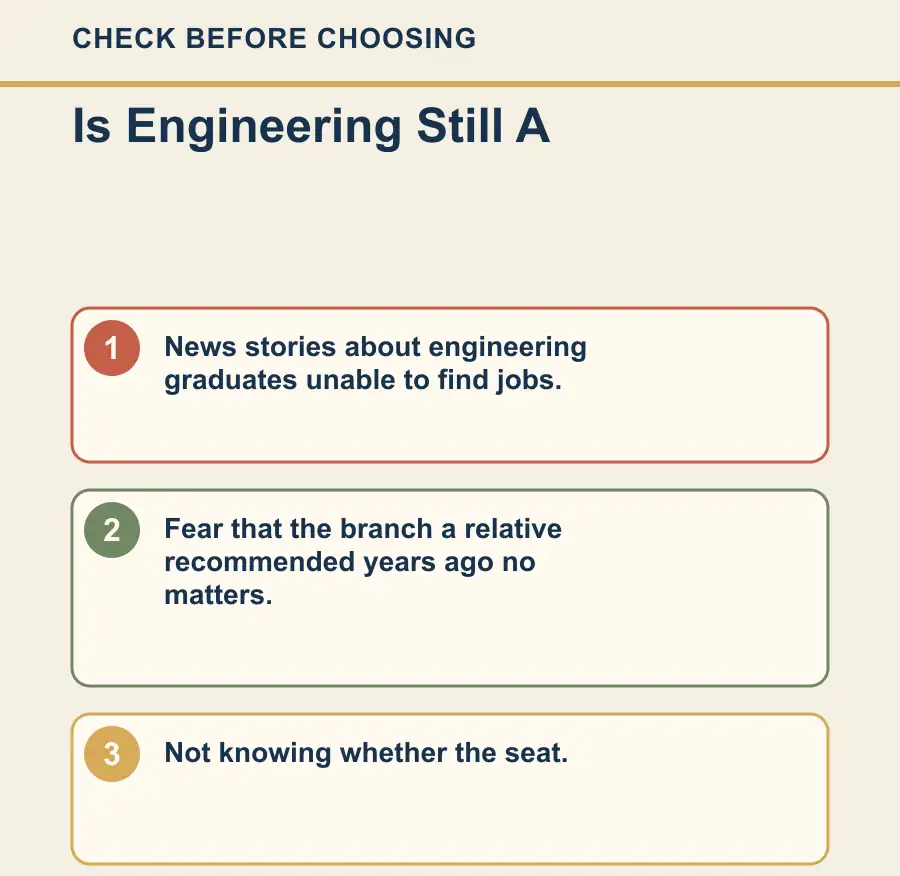 CHECK BEFORE CHOOSING
Is Engineering Still A
1
News stories about engineering
graduates unable to find jobs.
2
Fear that the branch a relative
recommended years ago no
matters.
3
Not knowing whether the seat.